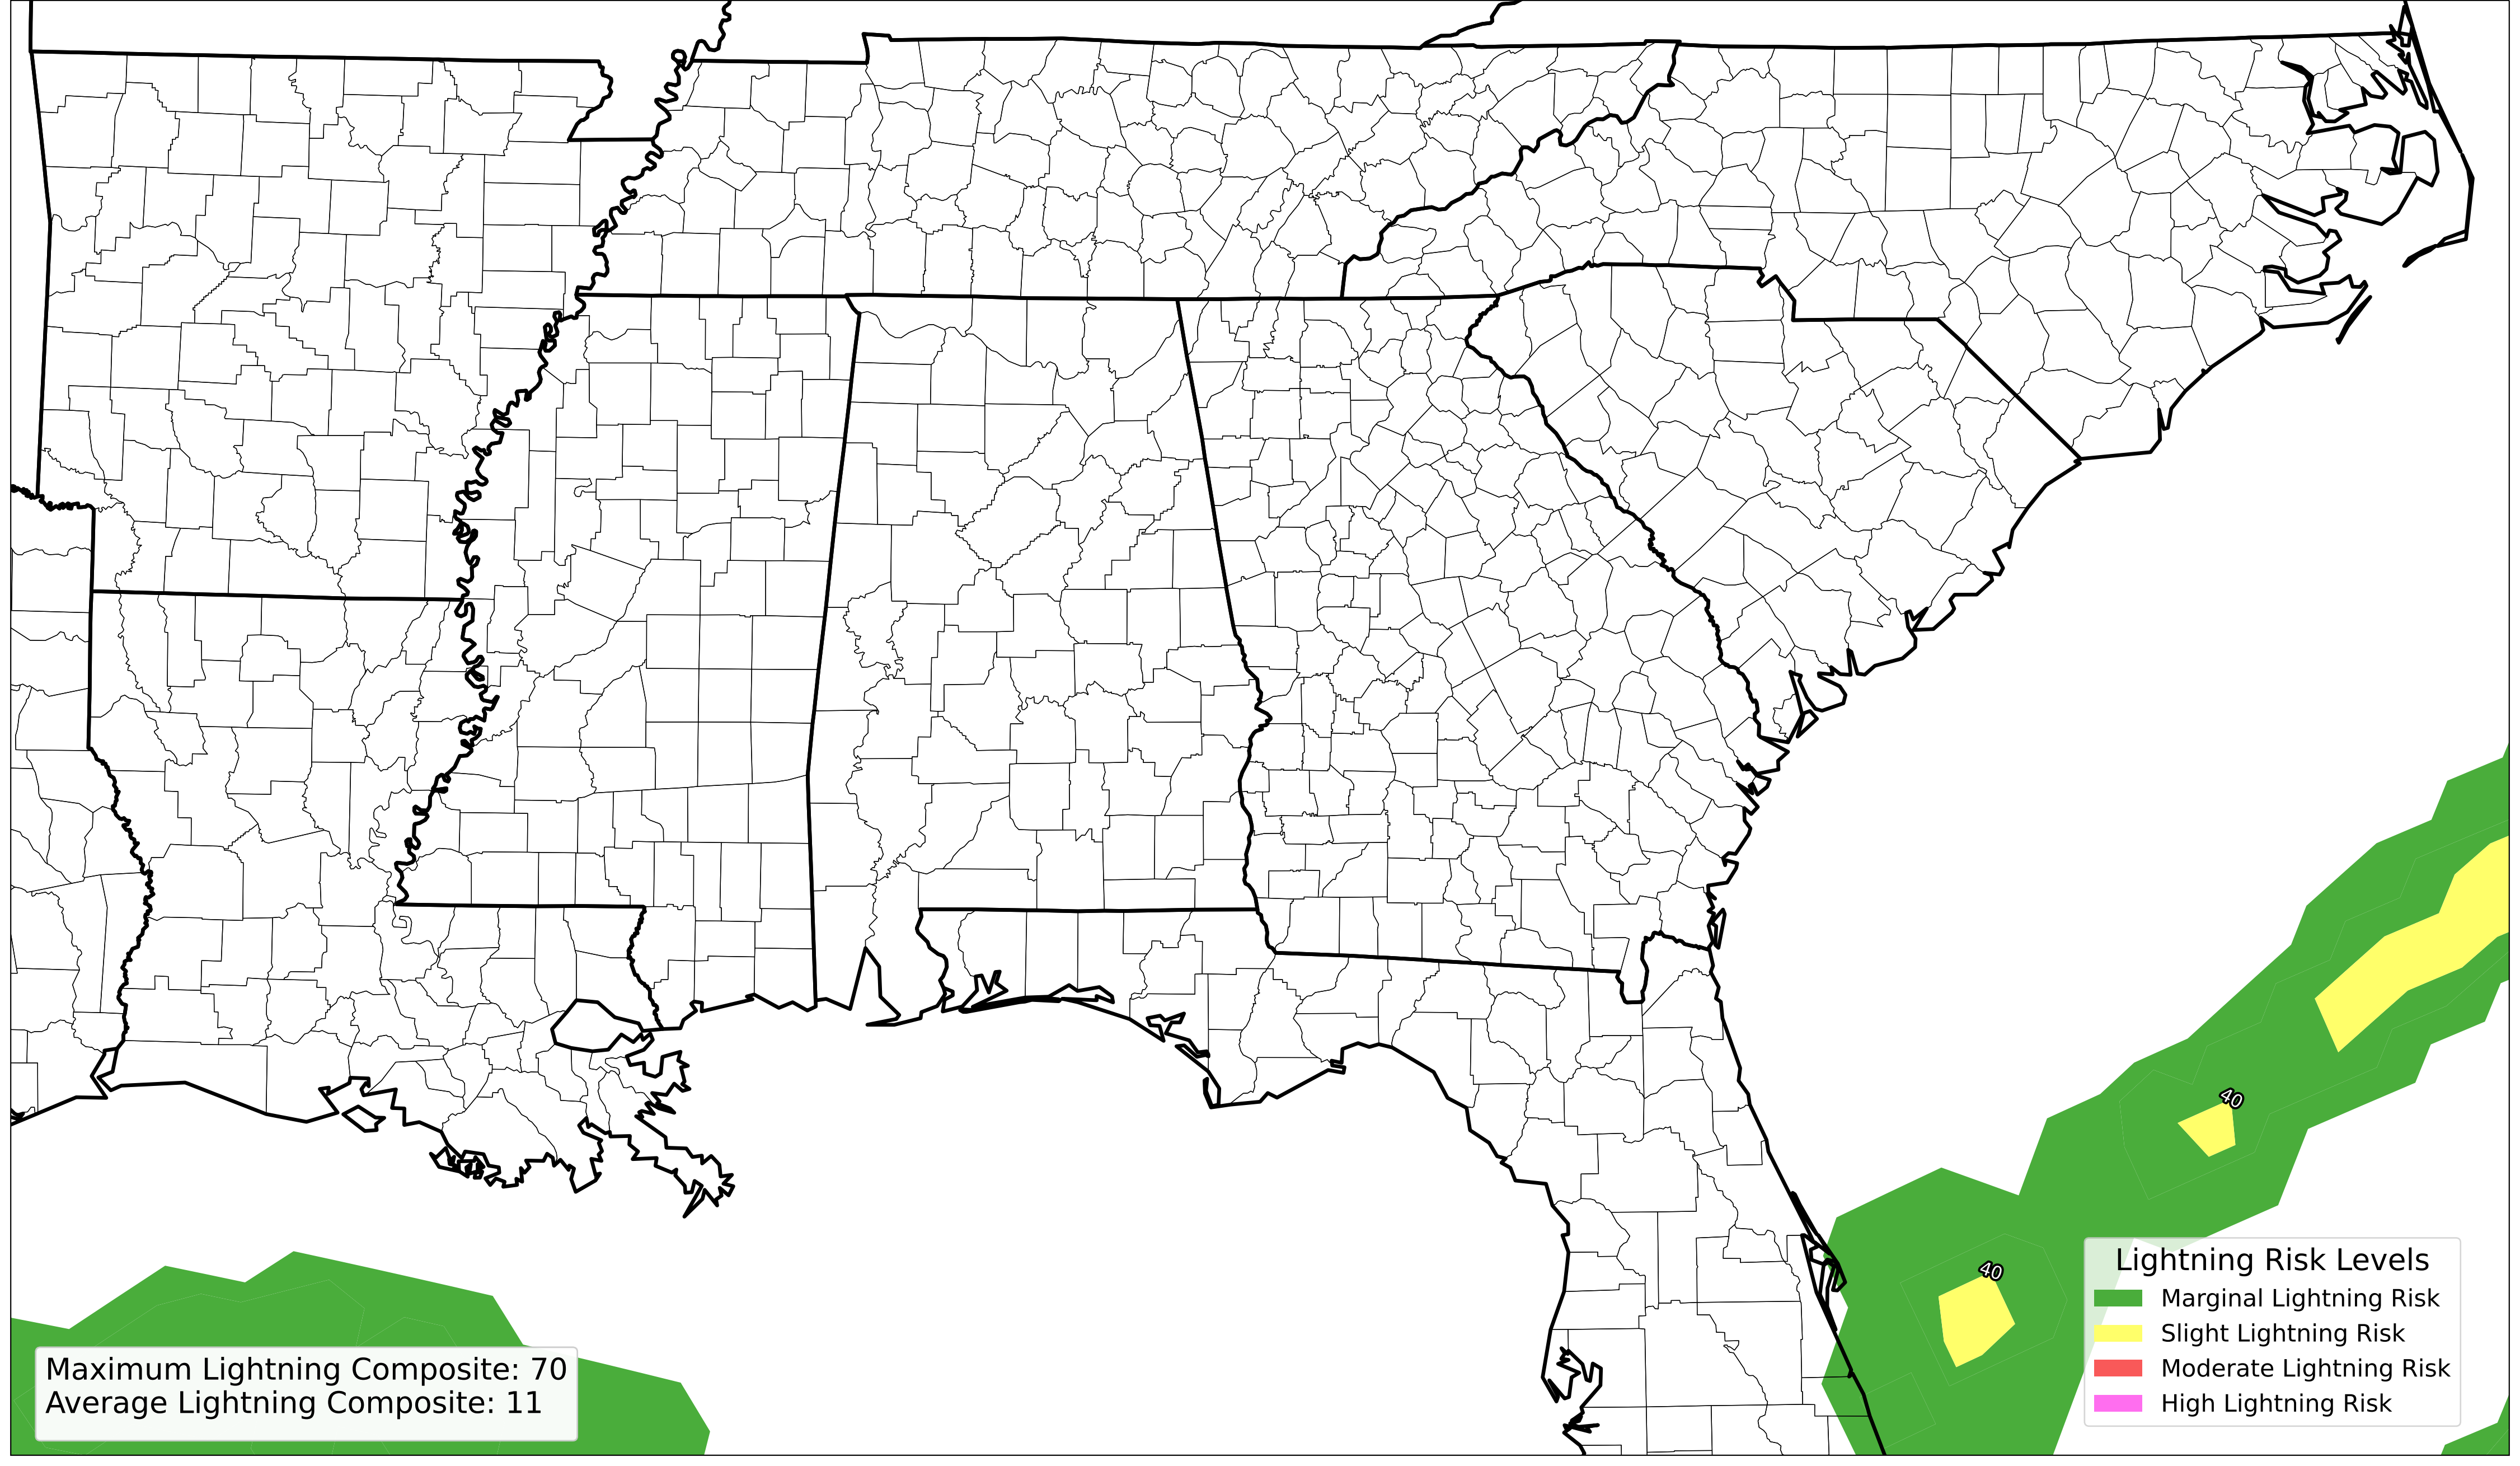 40
40
Lightning Risk Levels
Marginal Lightning Risk
Slight Lightning Risk
Moderate Lightning Risk
High Lightning Risk
Maximum Lightning Composite: 70
Average Lightning Composite: 11